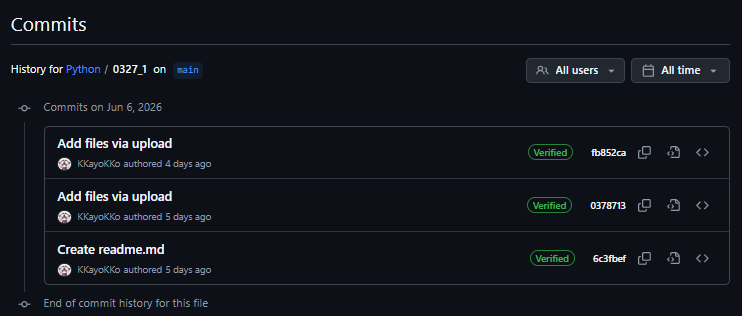 Commits
History for Python / 0327_1 on main
All users
All time
Commits on Jun 6, 2026
Add files via upload
KKayoKKo authored 4 days ago
Verified
fb852ca
Add files via upload
KKayoKKo authored 5 days ago
Verified
0378713
Create readme.md
KKayoKKo authored 5 days ago
Verified
6c3fbef
End of commit history for this file